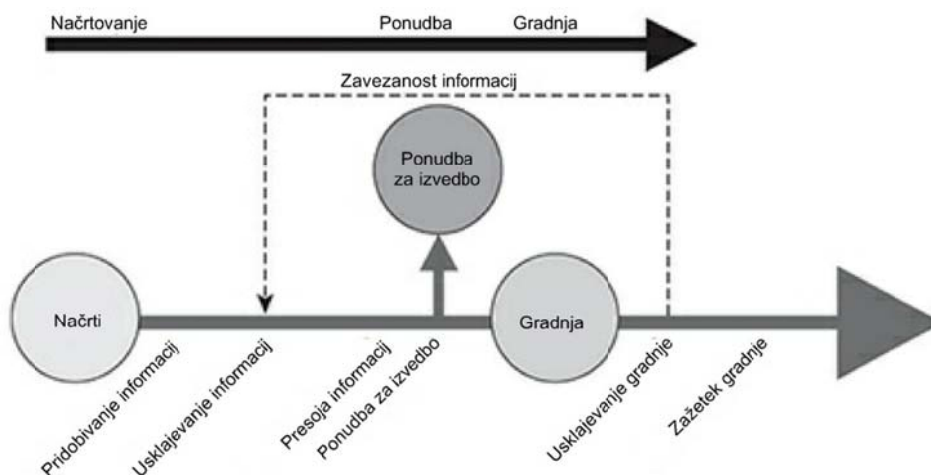 Načrtovanje
Ponudba
Gradnja
Zavezanost informacij
Ponudba
za izvedbo
Načrti
Gradnja
Pridobivanje informacij
Usklajevanje informacij
Presoja informacij
Ponudba za izvedbo
Usklajevanje gradnje
Zažetek gradnje